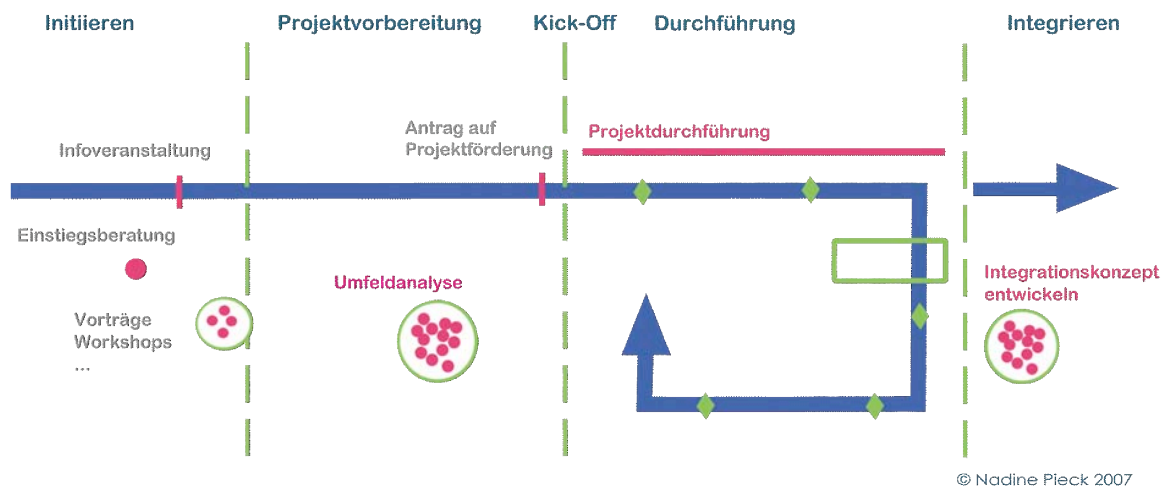 Initiieren
Projektvorbereitung
Kick-Off
Durchführung
Integrieren
Infoveranstaltung
Antrag auf
Projektförderung
Projektdurchführung
Einstiegsberatung
Umfeldanalyse
Integrationskonzept
entwickeln
Vorträge
Workshops
...
© Nadine Pieck 2007